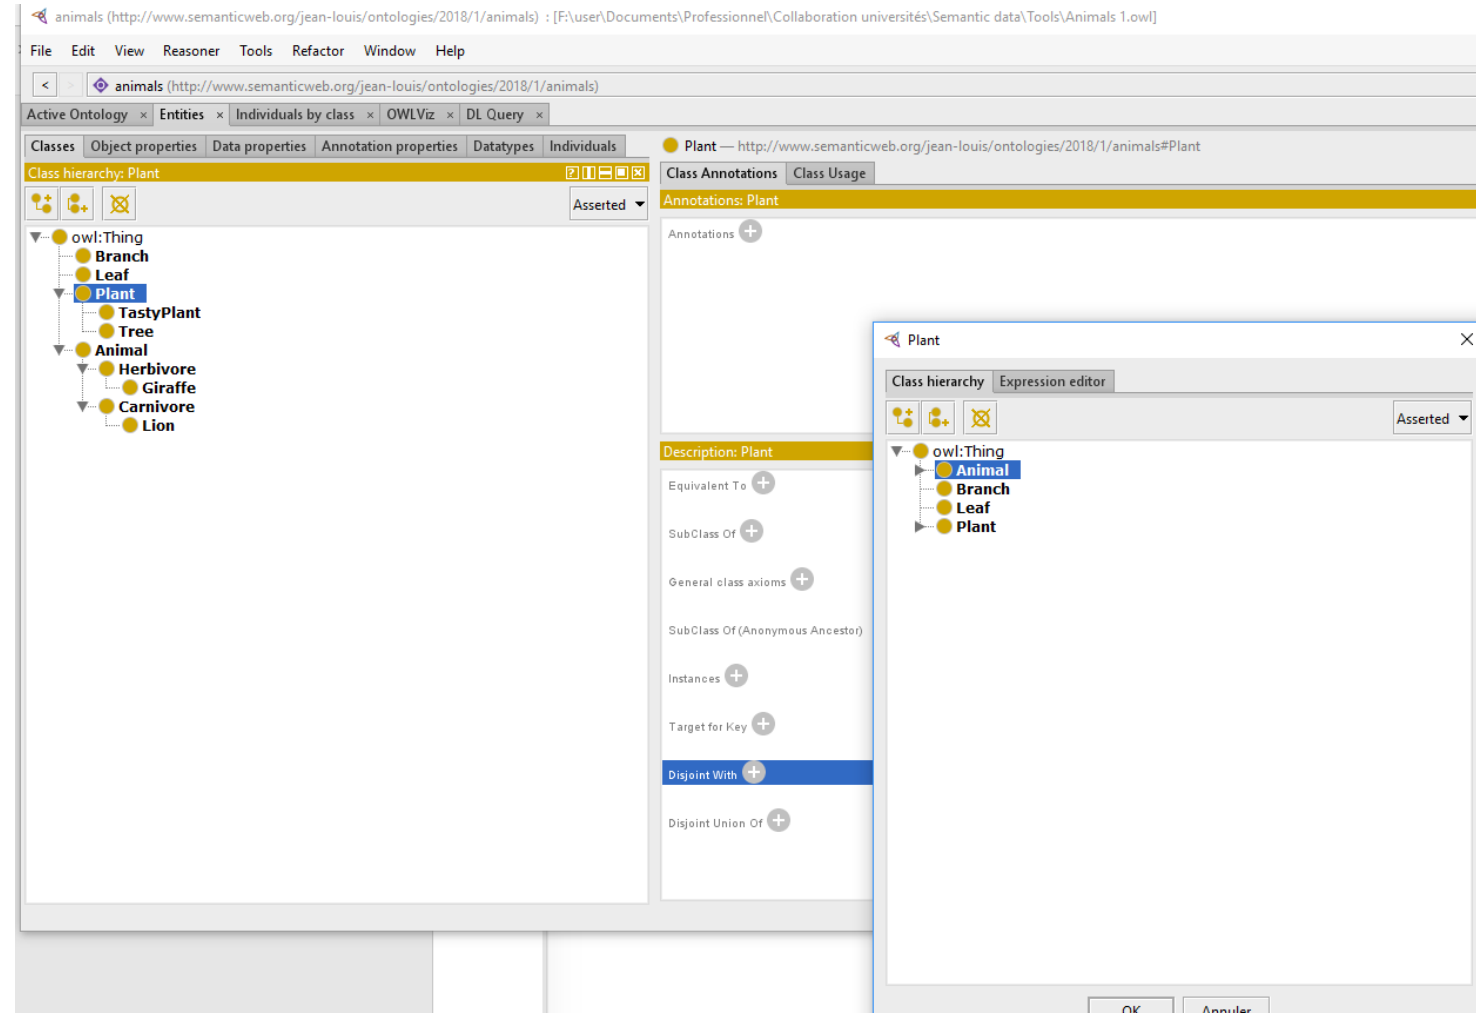 animals (http://www.semanticweb.org/jean-louis/ontologies/2018/1/animals) : [F:\user\Documents\Professionnel\Collaboration universités\Semantic data\Tools\Animals 1.owl]
File Edit View Reasoner Tools Refactor Window Help
< > animals (http://www.semanticweb.org/jean-louis/ontologies/2018/1/animals)
Active Ontology × Entities × Individuals by class × OWLViz × DL Query ×
Classes Object properties Data properties Annotation properties Datatypes Individuals
Class hierarchy: Plant
Asserted
owl:Thing
Branch
Leaf
Plant
TastyPlant
Tree
Animal
Herbivore
Giraffe
Carnivore
Lion
Plant — http://www.semanticweb.org/jean-louis/ontologies/2018/1/animals#Plant
Class Annotations Class Usage
Annotations: Plant
Annotations
Description: Plant
Equivalent To
SubClass Of
General class axioms
SubClass Of (Anonymous Ancestor)
Instances
Target for Key
Disjoint With
Disjoint Union Of
Plant
Class hierarchy Expression editor
Asserted
owl:Thing
Animal
Branch
Leaf
Plant
OK Annuler